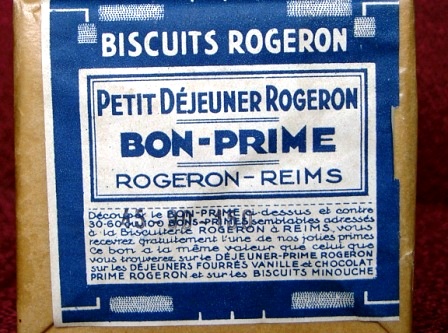 BISCUITS ROGERON
PETIT DÉJEUNER ROGERON
BON-PRIME
ROGERON-REIMS
Découpez le BON-PRIME ci-dessus et contre
30-60 ou BONS-PRIMES semblables adressés
à la Biscuiterie ROGERON à REIMS, vous
recevrez gratuitement l'une de nos jolies primes
Ce bon a la même valeur que celui que
vous trouverez sur le DÉJEUNER-PRIME ROGERON
sur les DÉJEUNERS FOURRÉS VANILLE et CHOCOLAT
PRIME ROGERON et sur les BISCUITS MINOUCHE